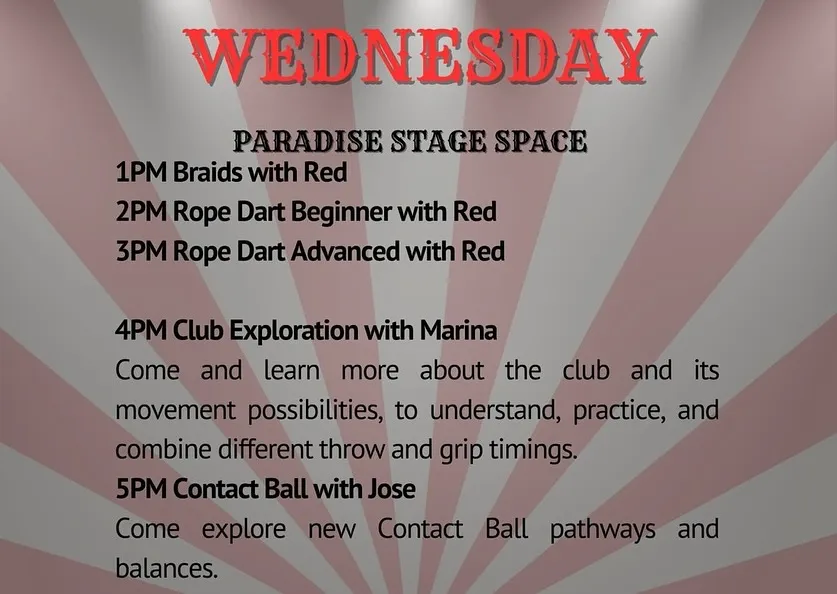 WEDNESDAY
PARADISE STAGE SPACE
1PM Braids with Red
2PM Rope Dart Beginner with Red
3PM Rope Dart Advanced with Red
4PM Club Exploration with Marina
Come and learn more about the club and its
movement possibilities, to understand, practice, and
combine different throw and grip timings.
5PM Contact Ball with Jose
Come explore new Contact Ball pathways and
balances.